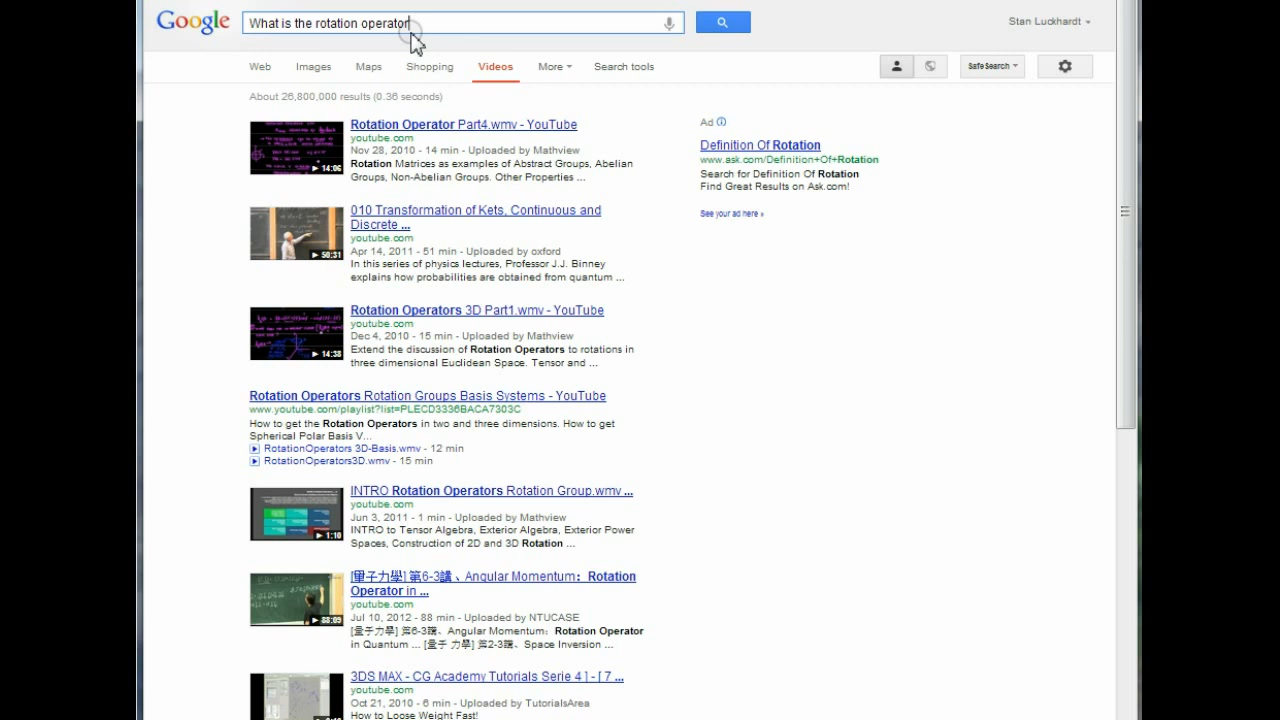 Google What is the rotation operator Stan Luckhardt
Web Images Maps Shopping Videos More Search tools SafeSearch
About 26,800,000 results (0.36 seconds)
Rotation Operator Part4.wmv - YouTube
youtube.com
Nov 28, 2010 - 14 min - Uploaded by Mathview
Rotation Matrices as examples of Abstract Groups, Abelian
Groups, Non-Abelian Groups. Other Properties ...
14:06
Ad
Definition Of Rotation
www.ask.com/Definition+Of+Rotation
Search for Definition Of Rotation
Find Great Results on Ask.com!
See your ad here »
010 Transformation of Kets, Continuous and
Discrete ...
youtube.com
Apr 14, 2011 - 51 min - Uploaded by oxford
In this series of physics lectures, Professor J.J. Binney
explains how probabilities are obtained from quantum ...
50:31
Rotation Operators 3D Part1.wmv - YouTube
youtube.com
Dec 4, 2010 - 15 min - Uploaded by Mathview
Extend the discussion of Rotation Operators to rotations in
three dimensional Euclidean Space. Tensor and ...
14:38
Rotation Operators Rotation Groups Basis Systems - YouTube
www.youtube.com/playlist?list=PLECD3336BACA7303C
How to get the Rotation Operators in two and three dimensions. How to get
Spherical Polar Basis V...
RotationOperators 3D-Basis.wmv - 12 min
RotationOperators3D.wmv - 15 min
INTRO Rotation Operators Rotation Group.wmv ...
youtube.com
Jun 3, 2011 - 1 min - Uploaded by Mathview
INTRO to Tensor Algebra, Exterior Algebra, Exterior Power
Spaces, Construction of 2D and 3D Rotation ...
1:10
[量子力學] 第6-3講、Angular Momentum：Rotation
Operator in ...
youtube.com
Jul 10, 2012 - 88 min - Uploaded by NTUCASE
[量子力學] 第6-3講、Angular Momentum：Rotation Operator
in Quantum ... [量子 力學] 第2-3講、Space Inversion ...
88:09
3DS MAX - CG Academy Tutorials Serie 4 ] - [ 7 ...
youtube.com
Oct 21, 2010 - 6 min - Uploaded by TutorialsArea
How to Loose Weight Fast!